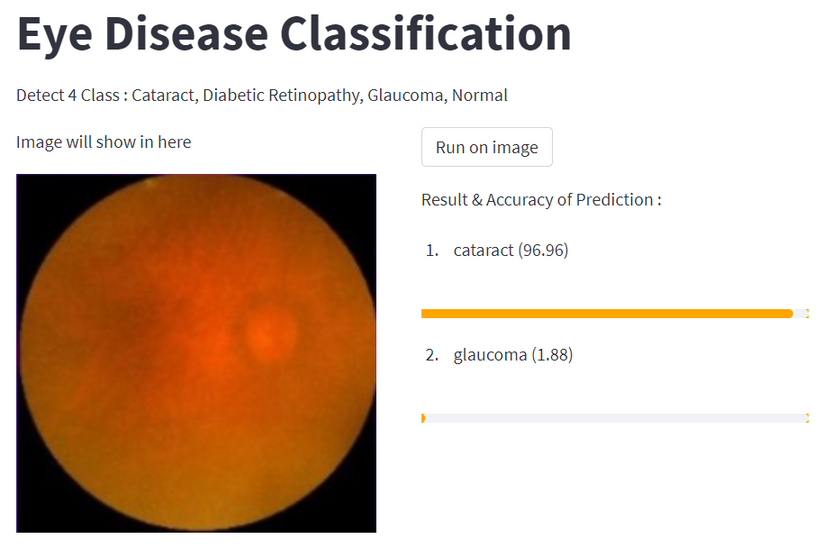 Eye Disease Classification
Detect 4 Class : Cataract, Diabetic Retinopathy, Glaucoma, Normal
Image will show in here
Run on image
Result & Accuracy of Prediction :
1. cataract (96.96)
2. glaucoma (1.88)